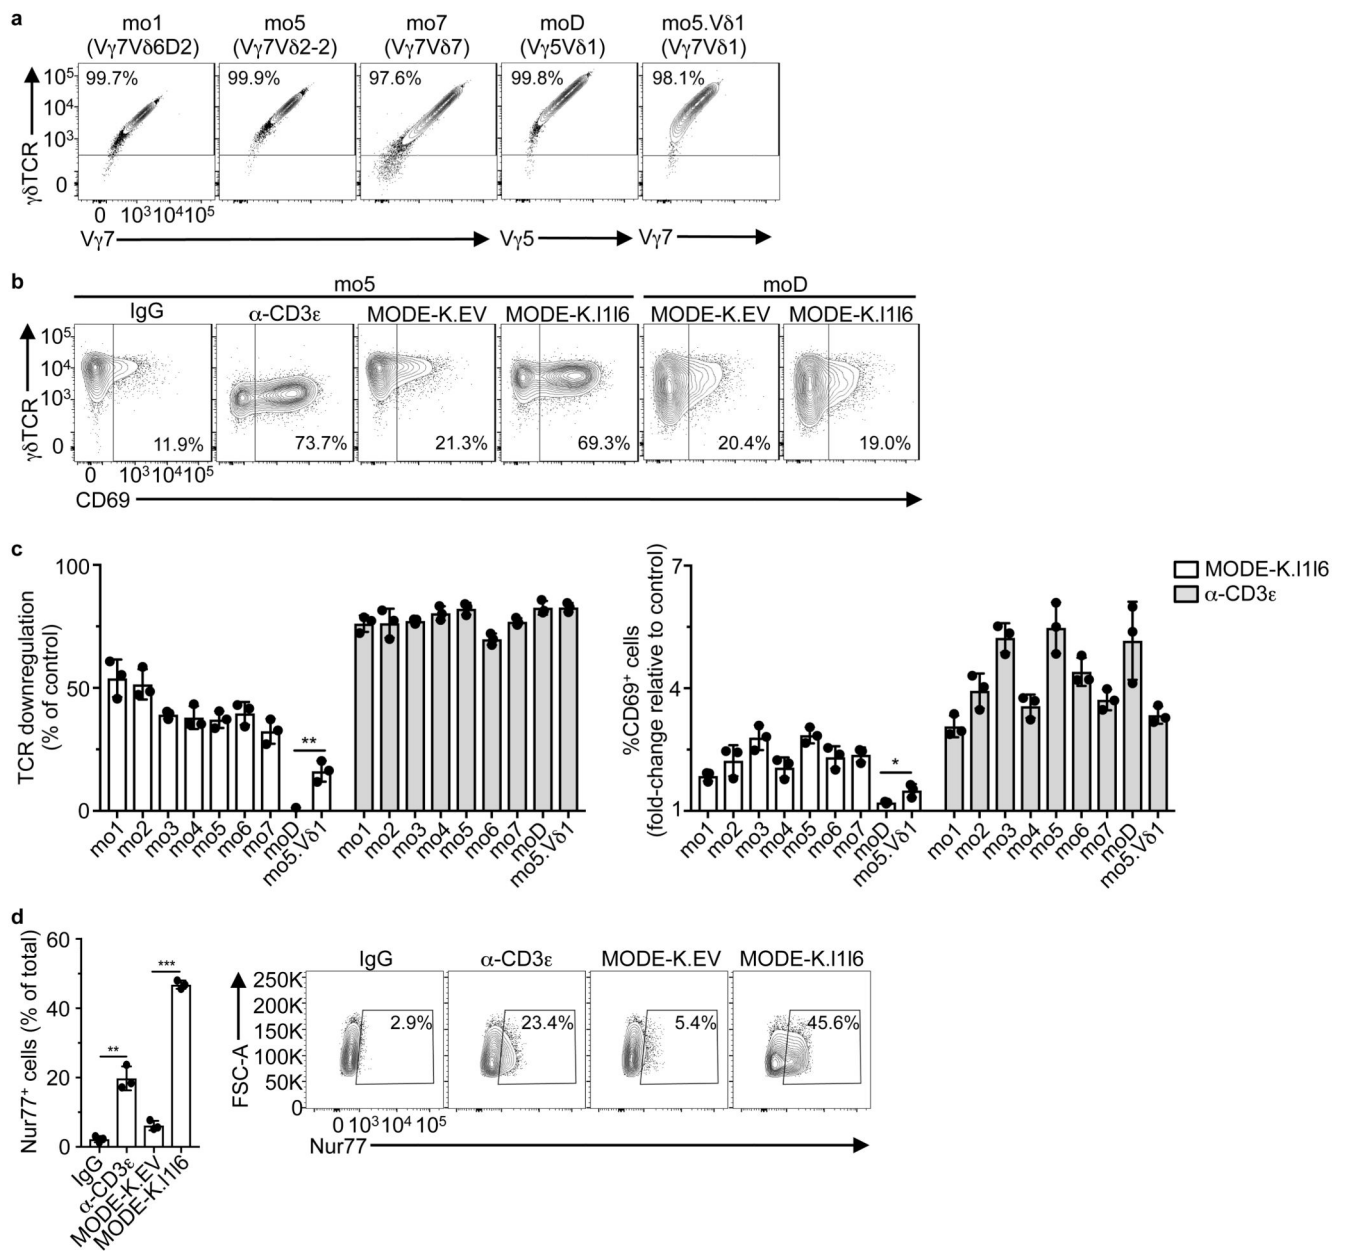 a
mo1 mo5 mo7 moD mo5.Vδ1
(Vγ7Vδ6D2) (Vγ7Vδ2-2) (Vγ7Vδ7) (Vγ5Vδ1) (Vγ7Vδ1)
99.7% 99.9% 97.6% 99.8% 98.1%
10⁵
10⁴
10³
0
γδTCR
0 10³10⁴10⁵
Vγ7 Vγ5 Vγ7
b
mo5 moD
IgG α-CD3ε MODE-K.EV MODE-K.I1I6 MODE-K.EV MODE-K.I1I6
10⁵
10⁴
10³
0
γδTCR
11.9% 73.7% 21.3% 69.3% 20.4% 19.0%
0 10³10⁴10⁵
CD69
c
TCR downregulation
(% of control)
100
50
0
**
mo1 mo2 mo3 mo4 mo5 mo6 mo7 moD mo5.Vδ1 mo1 mo2 mo3 mo4 mo5 mo6 mo7 moD mo5.Vδ1
%CD69⁺ cells
(fold-change relative to control)
7
4
1
*
mo1 mo2 mo3 mo4 mo5 mo6 mo7 moD mo5.Vδ1 mo1 mo2 mo3 mo4 mo5 mo6 mo7 moD mo5.Vδ1
MODE-K.I1I6
α-CD3ε
d
Nur77⁺ cells (% of total)
60
40
20
0
**
***
IgG
α-CD3ε
MODE-K.EV
MODE-K.I1I6
IgG α-CD3ε MODE-K.EV MODE-K.I1I6
250K
200K
150K
100K
50K
0
FSC-A
2.9% 23.4% 5.4% 45.6%
0 10³10⁴ 10⁵
Nur77